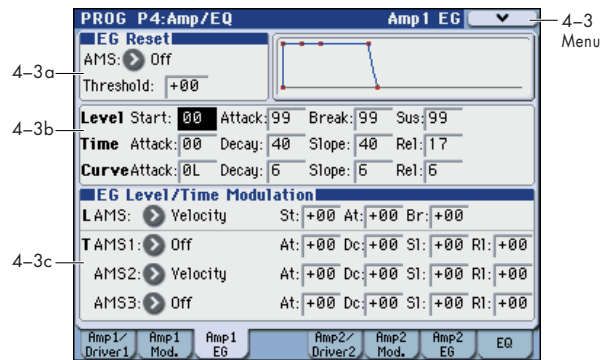 PROG P4:Amp/EQ Amp1 EG
4–3
Menu
EG Reset
AMS: Off
Threshold: +00
4–3a
Level Start: 00 Attack: 99 Break: 99 Sus: 99
4–3b
Time Attack: 00 Decay: 40 Slope: 40 Rel: 17
Curve Attack: 0L Decay: 6 Slope: 6 Rel: 6
EG Level/Time Modulation
L AMS: Velocity St: +00 At: +00 Br: +00
T AMS1: Off At: +00 Dc: +00 Sl: +00 Rl: +00
4–3c
AMS2: Velocity At: +00 Dc: +00 Sl: +00 Rl: +00
AMS3: Off At: +00 Dc: +00 Sl: +00 Rl: +00
Amp1/ Driver1
Amp1 Mod.
Amp1 EG
Amp2/ Driver2
Amp2 Mod.
Amp2 EG
EQ